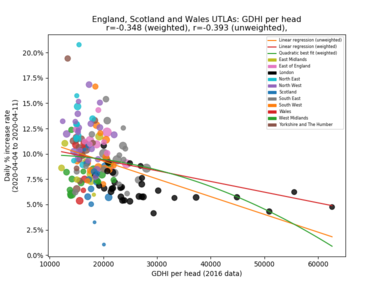 England, Scotland and Wales UTLAs: GDHI per head
r=-0.348 (weighted), r=-0.393 (unweighted),
Linear regression (unweighted)
Linear regression (weighted)
Quadratic best fit (weighted)
East Midlands
East of England
London
North East
North West
Scotland
South East
South West
Wales
West Midlands
Yorkshire and The Humber
Daily % increase rate
(2020-04-04 to 2020-04-11)
20.0%
17.5%
15.0%
12.5%
10.0%
7.5%
5.0%
2.5%
0.0%
10000
20000
30000
40000
50000
60000
GDHI per head (2016 data)